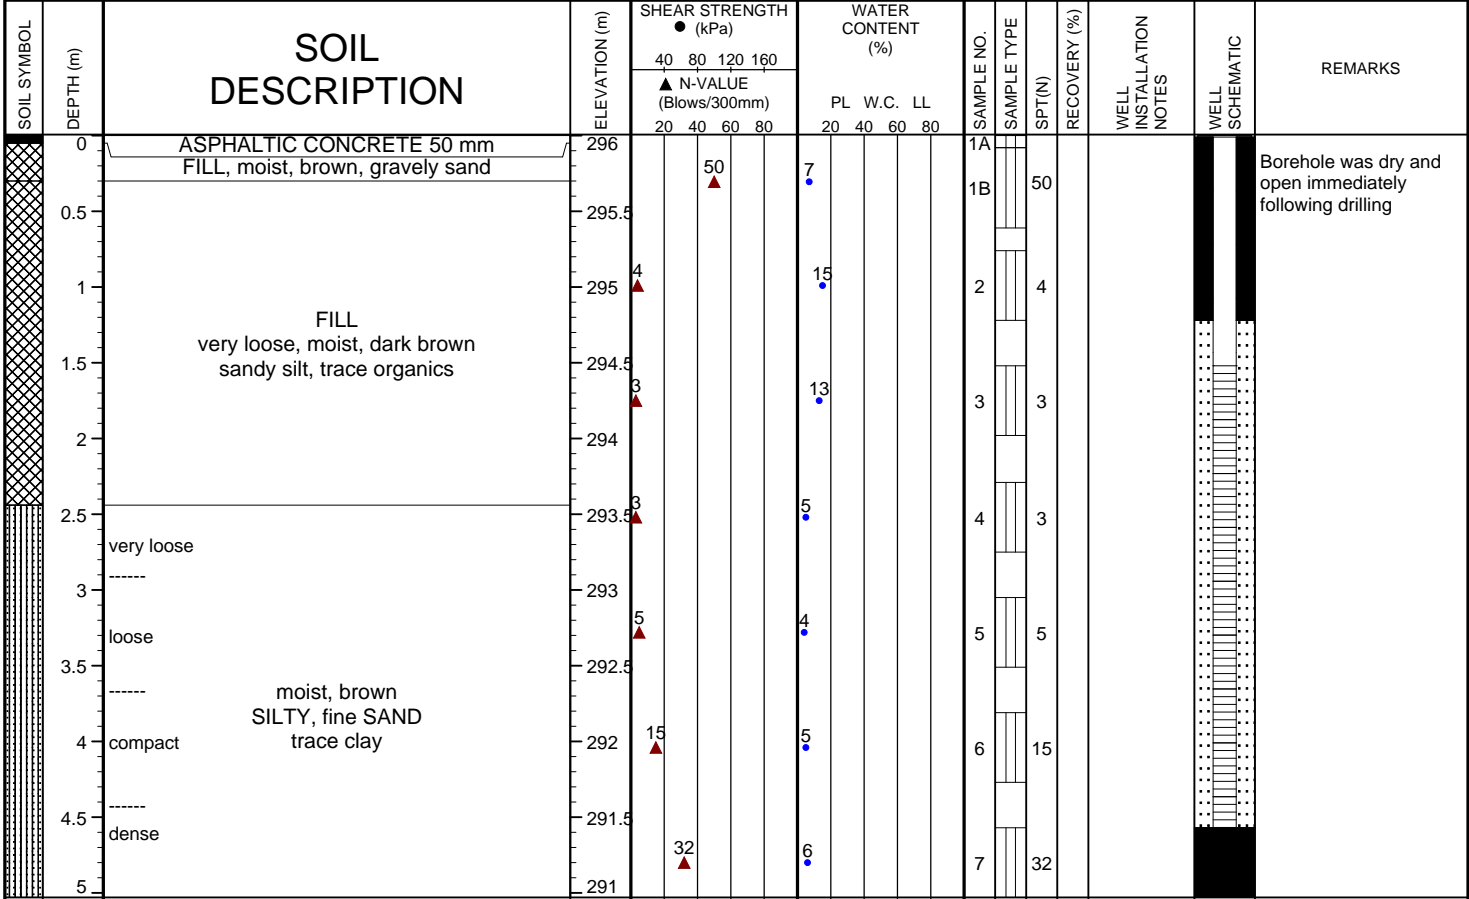 SOIL SYMBOL
DEPTH (m)
SOIL
DESCRIPTION
ELEVATION (m)
SHEAR STRENGTH
(kPa)
40 80 120 160
N-VALUE
(Blows/300mm)
20 40 60 80
WATER
CONTENT
(%)
PL W.C. LL
20 40 60 80
SAMPLE NO.
SAMPLE TYPE
SPT(N)
RECOVERY (%)
WELL
INSTALLATION
NOTES
WELL
SCHEMATIC
REMARKS
0
0.5
1
1.5
2
2.5
3
3.5
4
4.5
5
ASPHALTIC CONCRETE 50 mm
FILL, moist, brown, gravely sand
FILL
very loose, moist, dark brown
sandy silt, trace organics
very loose
------
loose
------
moist, brown
SILTY, fine SAND
trace clay
compact
------
dense
296
295.5
295
294.5
294
293.5
293
292.5
292
291.5
291
50
4
3
3
5
15
32
7
15
13
5
4
5
6
1A
1B
2
3
4
5
6
7
50
4
3
3
5
15
32
Borehole was dry and
open immediately
following drilling